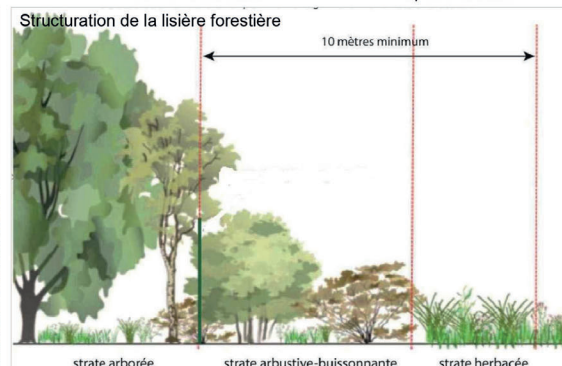 Structuration de la lisière forestière
10 mètres minimum
strate arborée
strate arbustive-buissonnante
strate herbacée